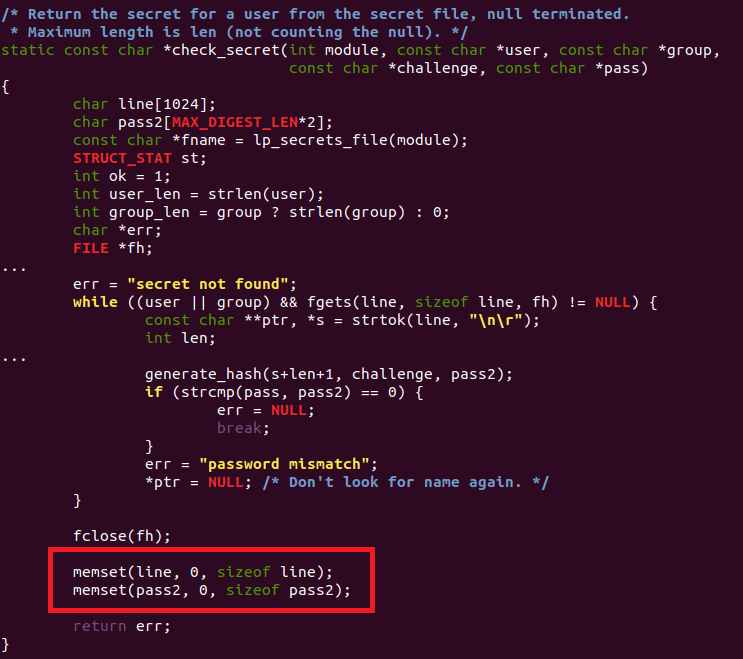 /* Return the secret for a user from the secret file, null terminated.
 * Maximum length is len (not counting the null). */
static const char *check_secret(int module, const char *user, const char *group,
                                const char *challenge, const char *pass)
{
        char line[1024];
        char pass2[MAX_DIGEST_LEN*2];
        const char *fname = lp_secrets_file(module);
        STRUCT_STAT st;
        int ok = 1;
        int user_len = strlen(user);
        int group_len = group ? strlen(group) : 0;
        char *err;
        FILE *fh;
...
        err = "secret not found";
        while ((user || group) && fgets(line, sizeof line, fh) != NULL) {
                const char **ptr, *s = strtok(line, "\n\r");
                int len;
...
                generate_hash(s+len+1, challenge, pass2);
                if (strcmp(pass, pass2) == 0) {
                        err = NULL;
                        break;
                }
                err = "password mismatch";
                *ptr = NULL; /* Don't look for name again. */
        }
        fclose(fh);
        memset(line, 0, sizeof line);
        memset(pass2, 0, sizeof pass2);
        return err;
}